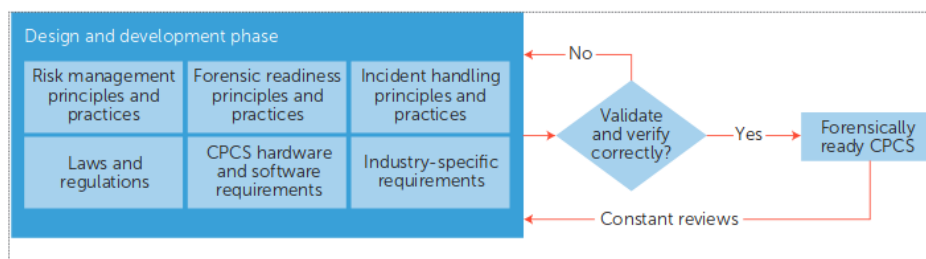 Design and development phase
Risk management
principles and
practices
Forensic readiness
principles and
practices
Incident handling
principles and
practices
Laws and
regulations
CPCS hardware
and software
requirements
Industry-specific
requirements
No
Validate
and verify
correctly?
Yes
Forensically
ready CPCS
Constant reviews